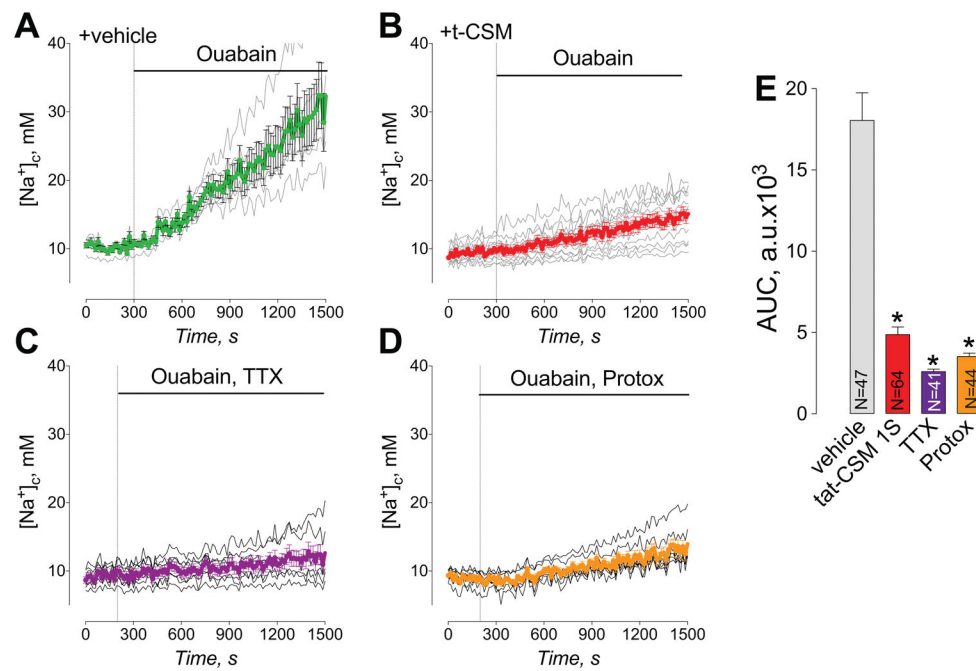 A
+vehicle
Ouabain
40
30
20
10
[Na⁺]c, mM
0 300 600 900 1200 1500
Time, s
B
+t-CSM
Ouabain
40
30
20
10
[Na⁺]c, mM
0 300 600 900 1200 1500
Time, s
C
Ouabain, TTX
40
30
20
10
[Na⁺]c, mM
0 300 600 900 1200 1500
Time, s
D
Ouabain, Protox
40
30
20
10
[Na⁺]c, mM
0 300 600 900 1200 1500
Time, s
E
20
15
10
5
0
AUC, a.u.x10³
*
*
*
N=47
N=64
N=41
N=44
vehicle
tat-CSM 1S
TTX
Protox